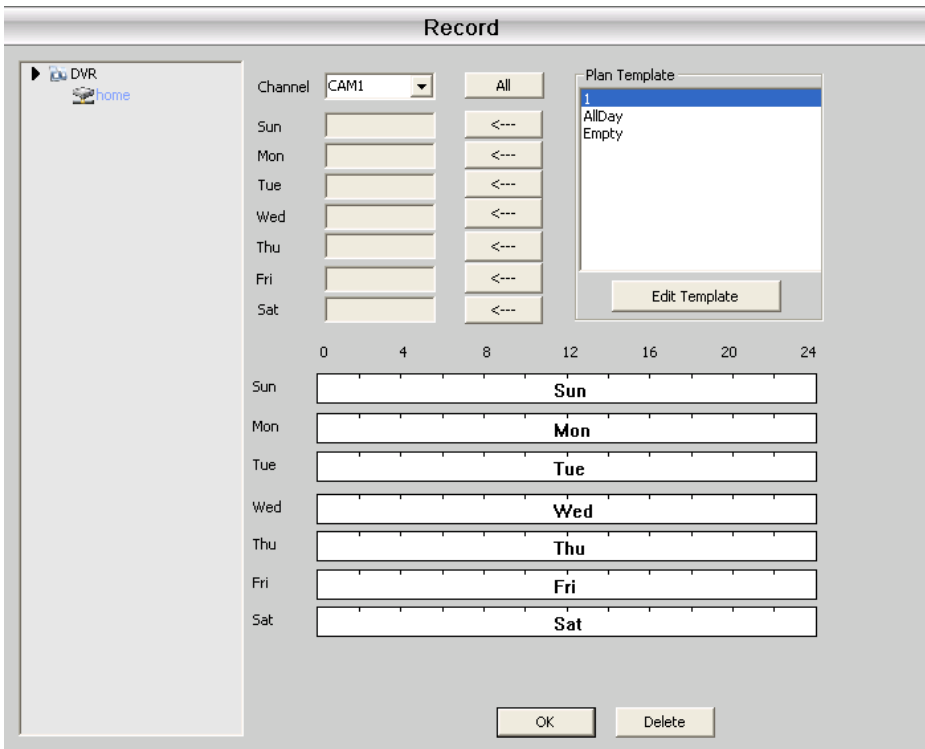 Record
DVR
home
Channel CAM1 All
Sun <---
Mon <---
Tue <---
Wed <---
Thu <---
Fri <---
Sat <---
Plan Template
1
AllDay
Empty
Edit Template
0 4 8 12 16 20 24
Sun Sun
Mon Mon
Tue Tue
Wed Wed
Thu Thu
Fri Fri
Sat Sat
OK Delete